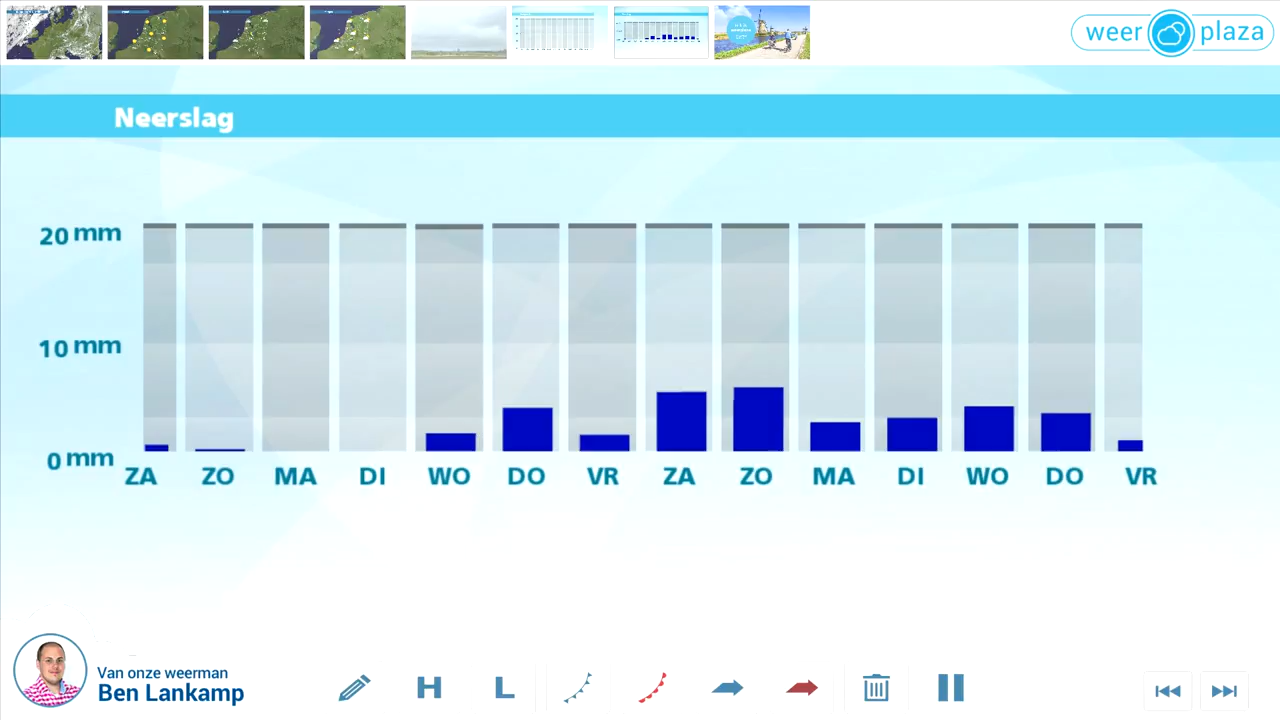 weer plaza
Neerslag
20 mm
10 mm
0 mm
ZA ZO MA DI WO DO VR ZA ZO MA DI WO DO VR
Van onze weerman
Ben Lankamp
H L